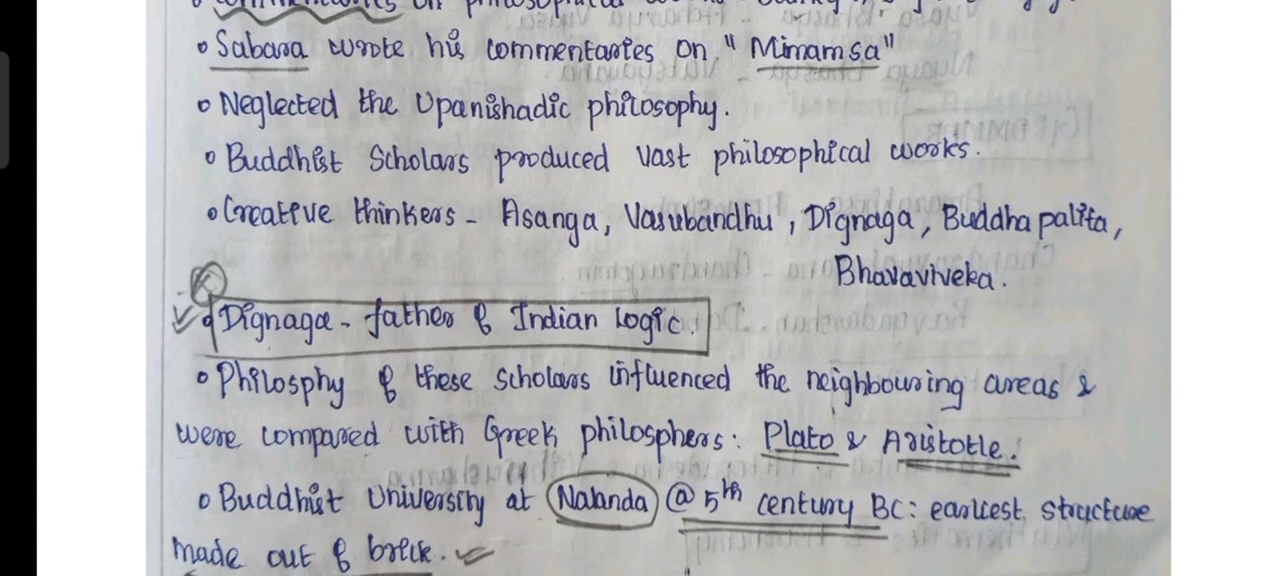 • Sabara wrote his commentaries on "Mimamsa"
• Neglected the Upanishadic philosophy.
• Buddhist Scholars produced vast philosophical works.
• Creative thinkers - Asanga, Vasubandhu, Dignaga, Buddha palita,
Bhavaviveka.
• Dignaga - father of Indian Logic.
• Philosphy of these scholars influenced the neighbouring areas &
were compared with Greek philosphers: Plato & Aristotle.
• Buddhist University at Nalanda @ 5th century BC: earliest structure
made out of brick.